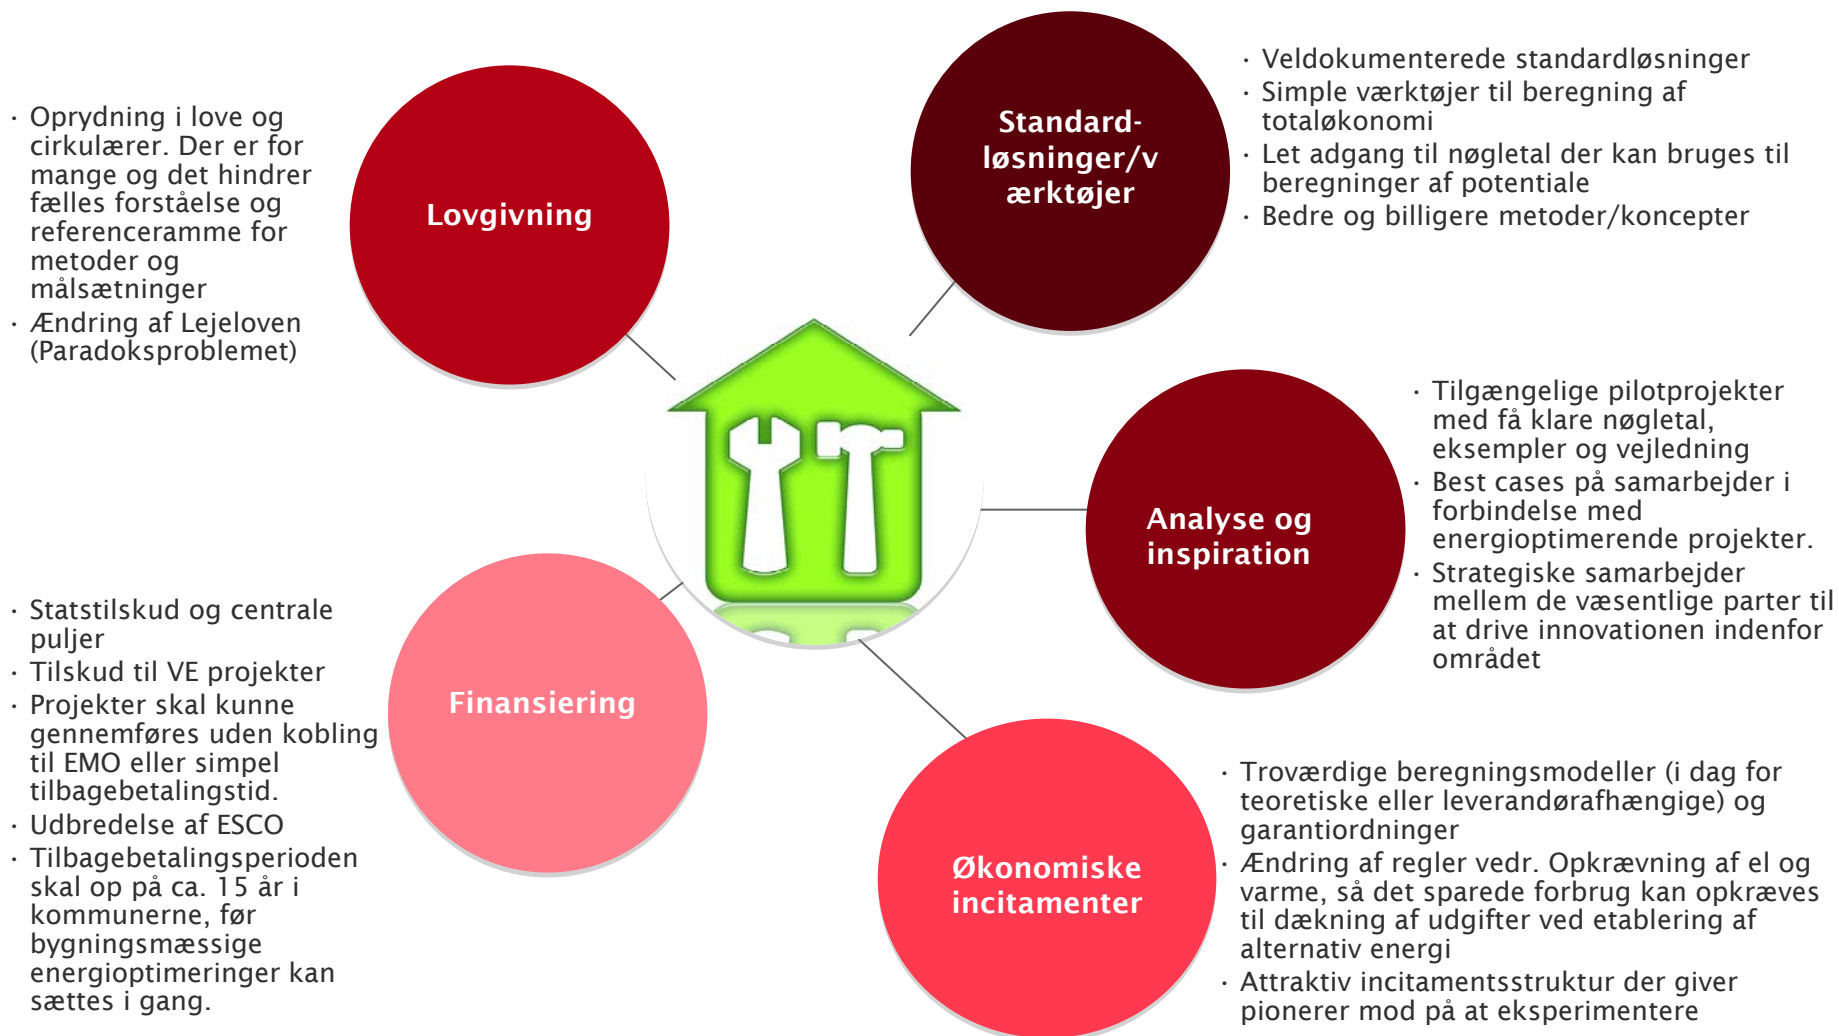 · Oprydning i love og
cirkulærer. Der er for
mange og det hindrer
fælles forståelse og
referenceramme for
metoder og
målsætninger
· Ændring af Lejeloven
(Paradoksproblemet)
Lovgivning
Standard-
løsninger/v
ærktøjer
· Veldokumenterede standardløsninger
· Simple værktøjer til beregning af
totaløkonomi
· Let adgang til nøgletal der kan bruges til
beregninger af potentiale
· Bedre og billigere metoder/koncepter
Analyse og
inspiration
· Tilgængelige pilotprojekter
med få klare nøgletal,
eksempler og vejledning
· Best cases på samarbejder i
forbindelse med
energioptimerende projekter.
· Strategiske samarbejder
mellem de væsentlige parter til
at drive innovationen indenfor
området
· Statstilskud og centrale
puljer
· Tilskud til VE projekter
· Projekter skal kunne
gennemføres uden kobling
til EMO eller simpel
tilbagebetalingstid.
· Udbredelse af ESCO
· Tilbagebetalingsperioden
skal op på ca. 15 år i
kommunerne, før
bygningsmæssige
energioptimeringer kan
sættes i gang.
Finansiering
Økonomiske
incitamenter
· Troværdige beregningsmodeller (i dag for
teoretiske eller leverandørafhængige) og
garantiordninger
· Ændring af regler vedr. Opkrævning af el og
varme, så det sparede forbrug kan opkræves
til dækning af udgifter ved etablering af
alternativ energi
· Attraktiv incitamentsstruktur der giver
pionerer mod på at eksperimentere